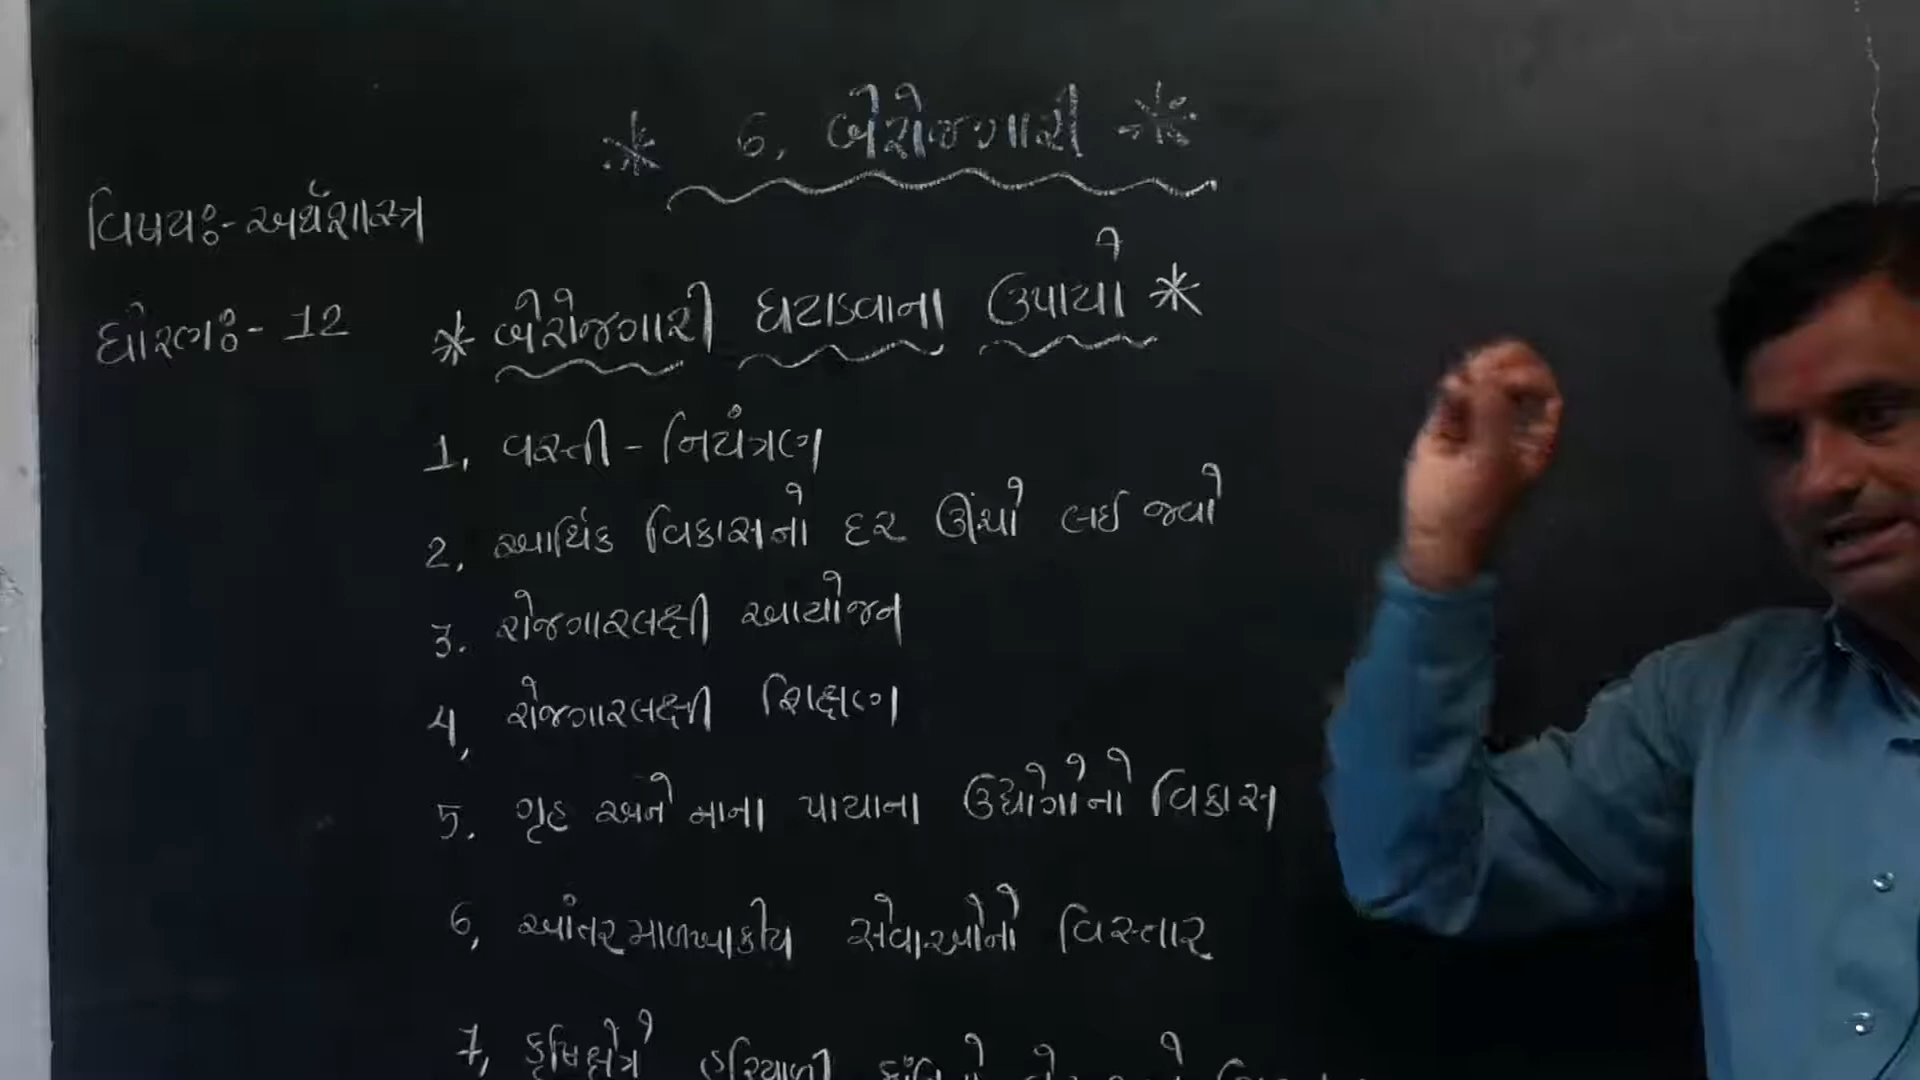 * 6. બેરોજગારી *
વિષયઃ- અર્થશાસ્ત્ર
ધોરણઃ- 12
* બેરોજગારી ઘટાડવાના ઉપાયો *
1. વસ્તી - નિયંત્રણ
2. આર્થિક વિકાસનો દર ઊંચો લઈ જવો
3. રોજગારલક્ષી આયોજન
4. રોજગારલક્ષી શિક્ષણ
5. ગૃહ અને નાના પાયાના ઉદ્યોગોનો વિકાસ
6. આંતરમાળખાકીય સેવાઓનો વિસ્તાર
7. કૃષિક્ષેત્રે હરિયાળી